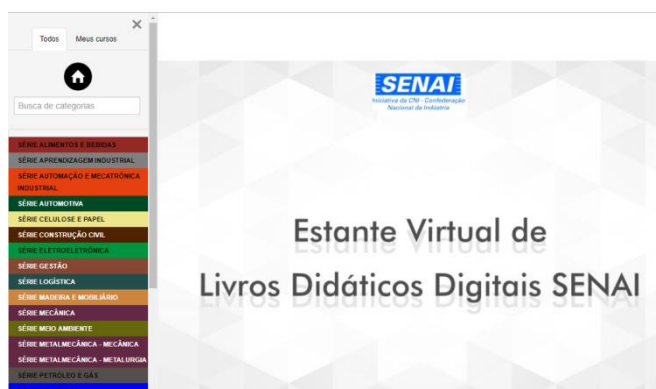 ×
Todos Meus cursos
Busca de categorias
SÉRIE ALIMENTOS E BEBIDAS
SÉRIE APRENDIZAGEM INDUSTRIAL
SÉRIE AUTOMAÇÃO E MECATRÔNICA
INDUSTRIAL
SÉRIE AUTOMOTIVA
SÉRIE CELULOSE E PAPEL
SÉRIE CONSTRUÇÃO CIVIL
SÉRIE ELETROELETRÔNICA
SÉRIE GESTÃO
SÉRIE LOGÍSTICA
SÉRIE MADEIRA E MOBILIÁRIO
SÉRIE MECÂNICA
SÉRIE MEIO AMBIENTE
SÉRIE METALMECÂNICA - MECÂNICA
SÉRIE METALMECÂNICA - METALURGIA
SÉRIE PETRÓLEO E GÁS
SENAI
Iniciativa da CNI - Confederação
Nacional da Indústria
Estante Virtual de
Livros Didáticos Digitais SENAI